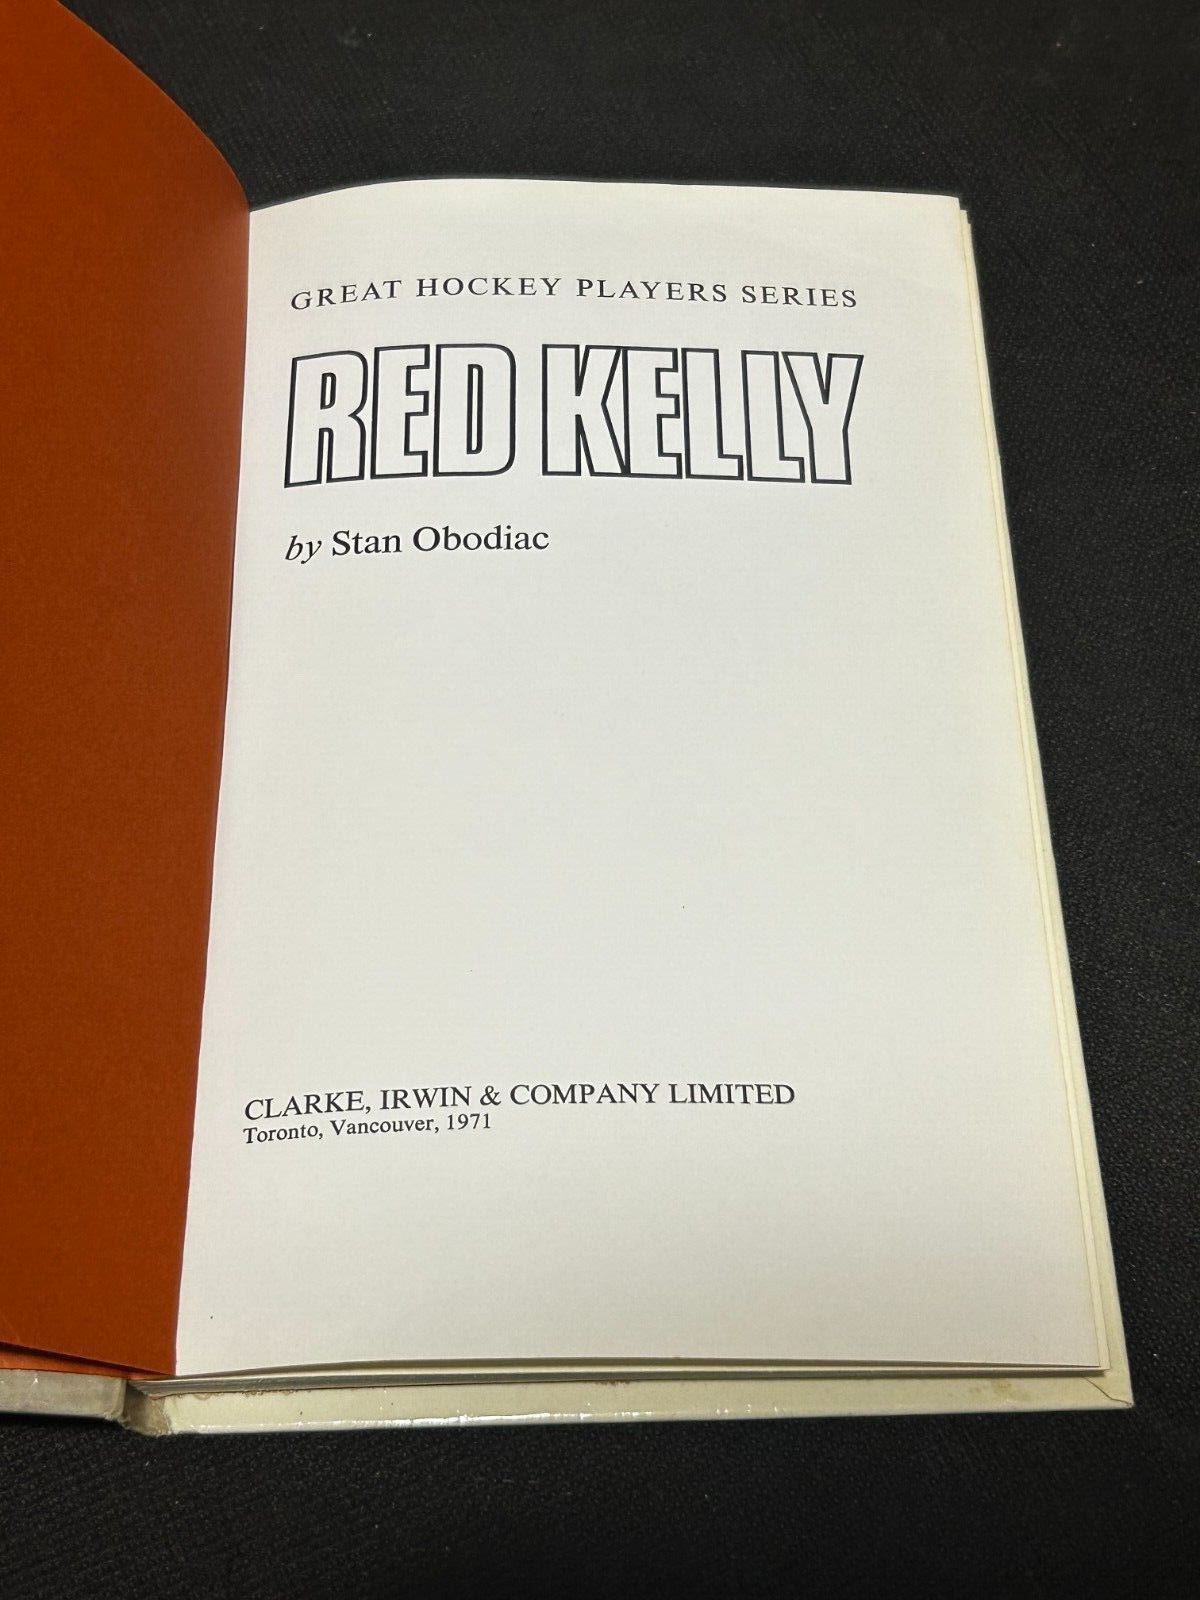 GREAT HOCKEY PLAYERS SERIES
RED KELLY
by Stan Obodiac
CLARKE, IRWIN & COMPANY LIMITED
Toronto, Vancouver, 1971